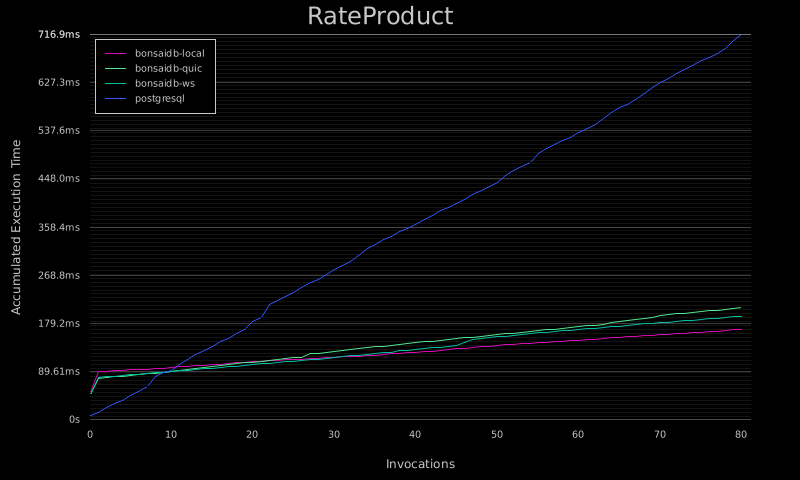 RateProduct
716.9ms
627.3ms
537.6ms
448.0ms
358.4ms
268.8ms
179.2ms
89.61ms
0s
bonsaidb-local
bonsaidb-quic
bonsaidb-ws
postgresql
Accumulated Execution Time
0 10 20 30 40 50 60 70 80
Invocations